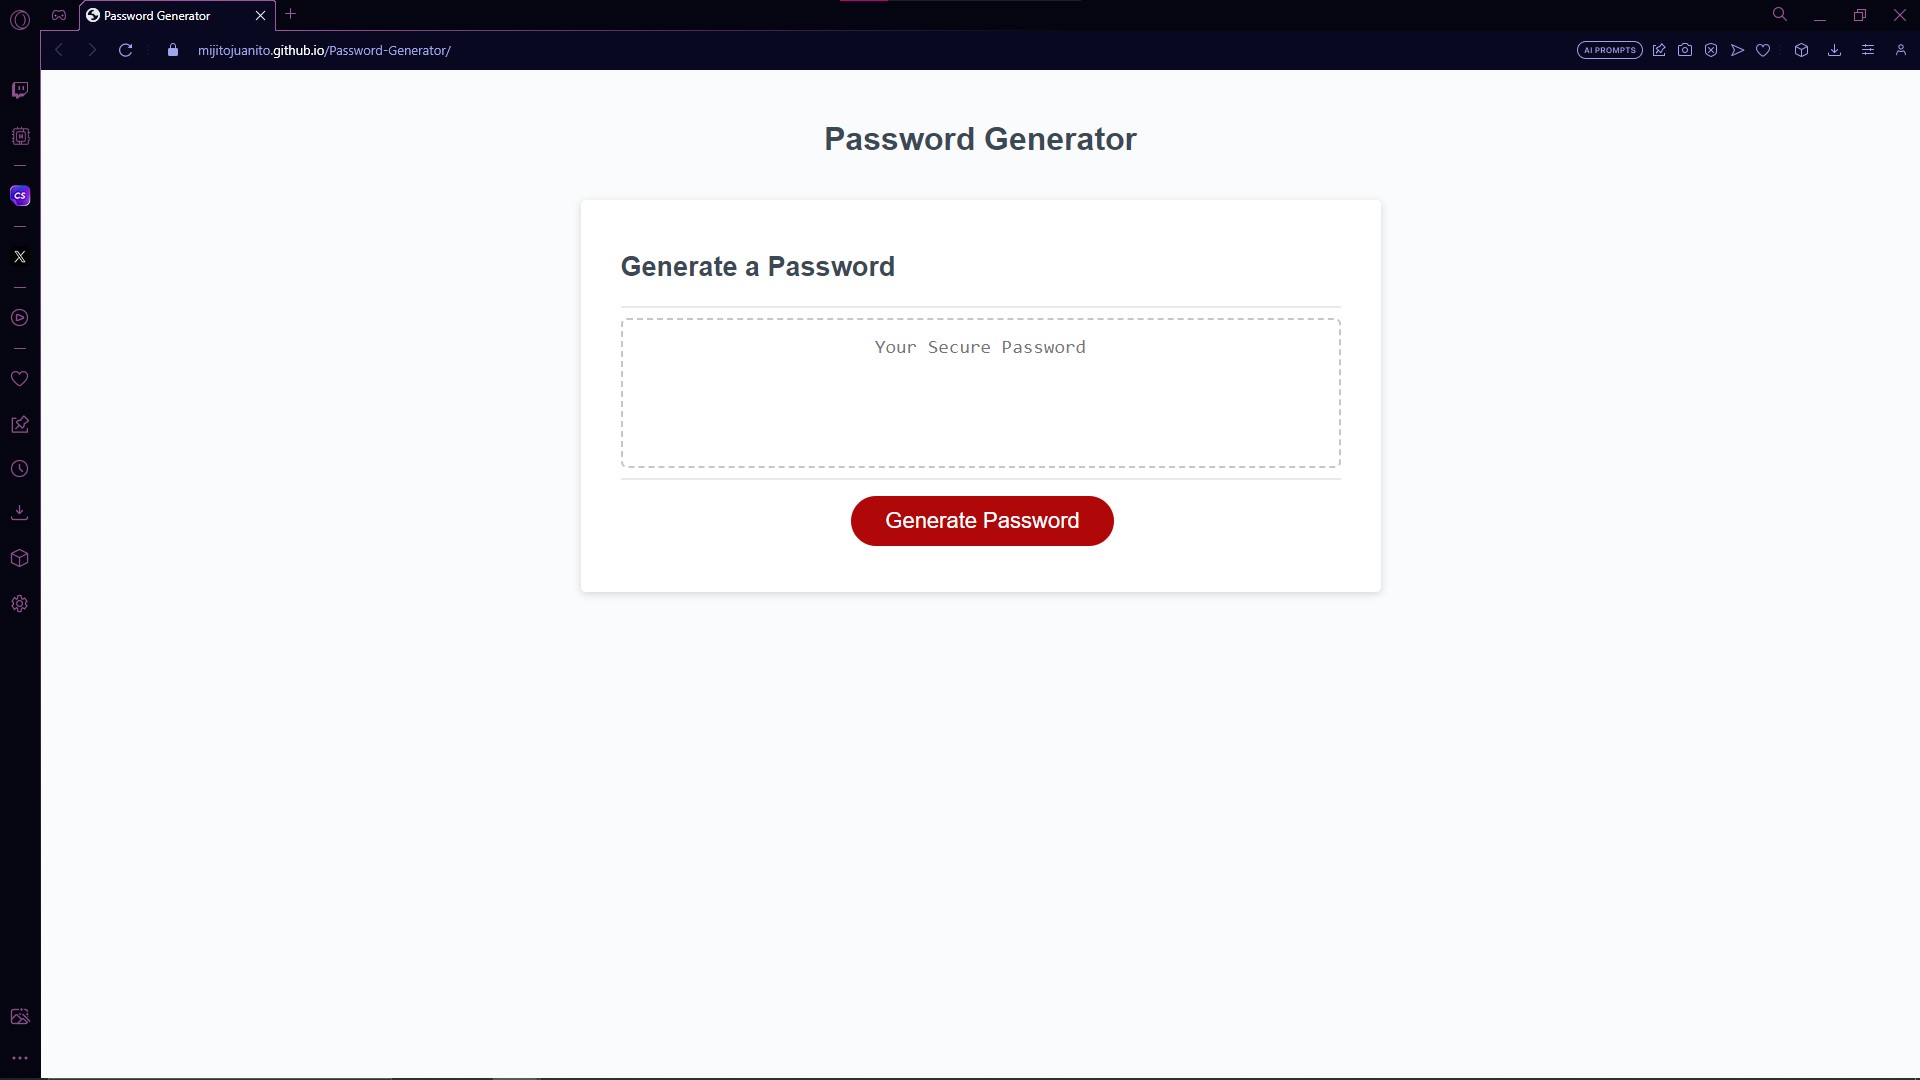 Password Generator
mijitojuanito.github.io/Password-Generator/
AI PROMPTS
CS
Password Generator
Generate a Password
Your Secure Password
Generate Password